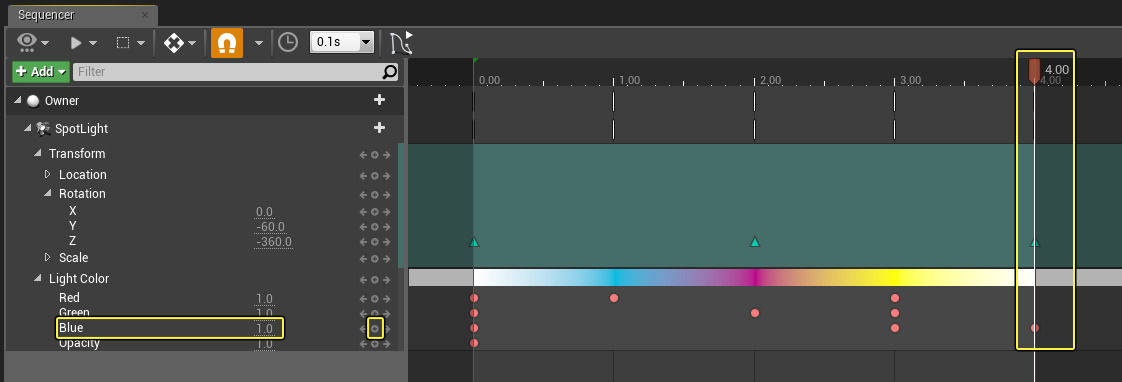 Sequencer ×
0.1s
4.00
+ Add Filter
0.00 1.00 2.00 3.00 4.00
Owner +
SpotLight +
Transform
Location
Rotation
X 0.0
Y -60.0
Z -360.0
Scale
Light Color
Red 1.0
Green 1.0
Blue 1.0
Opacity 1.0